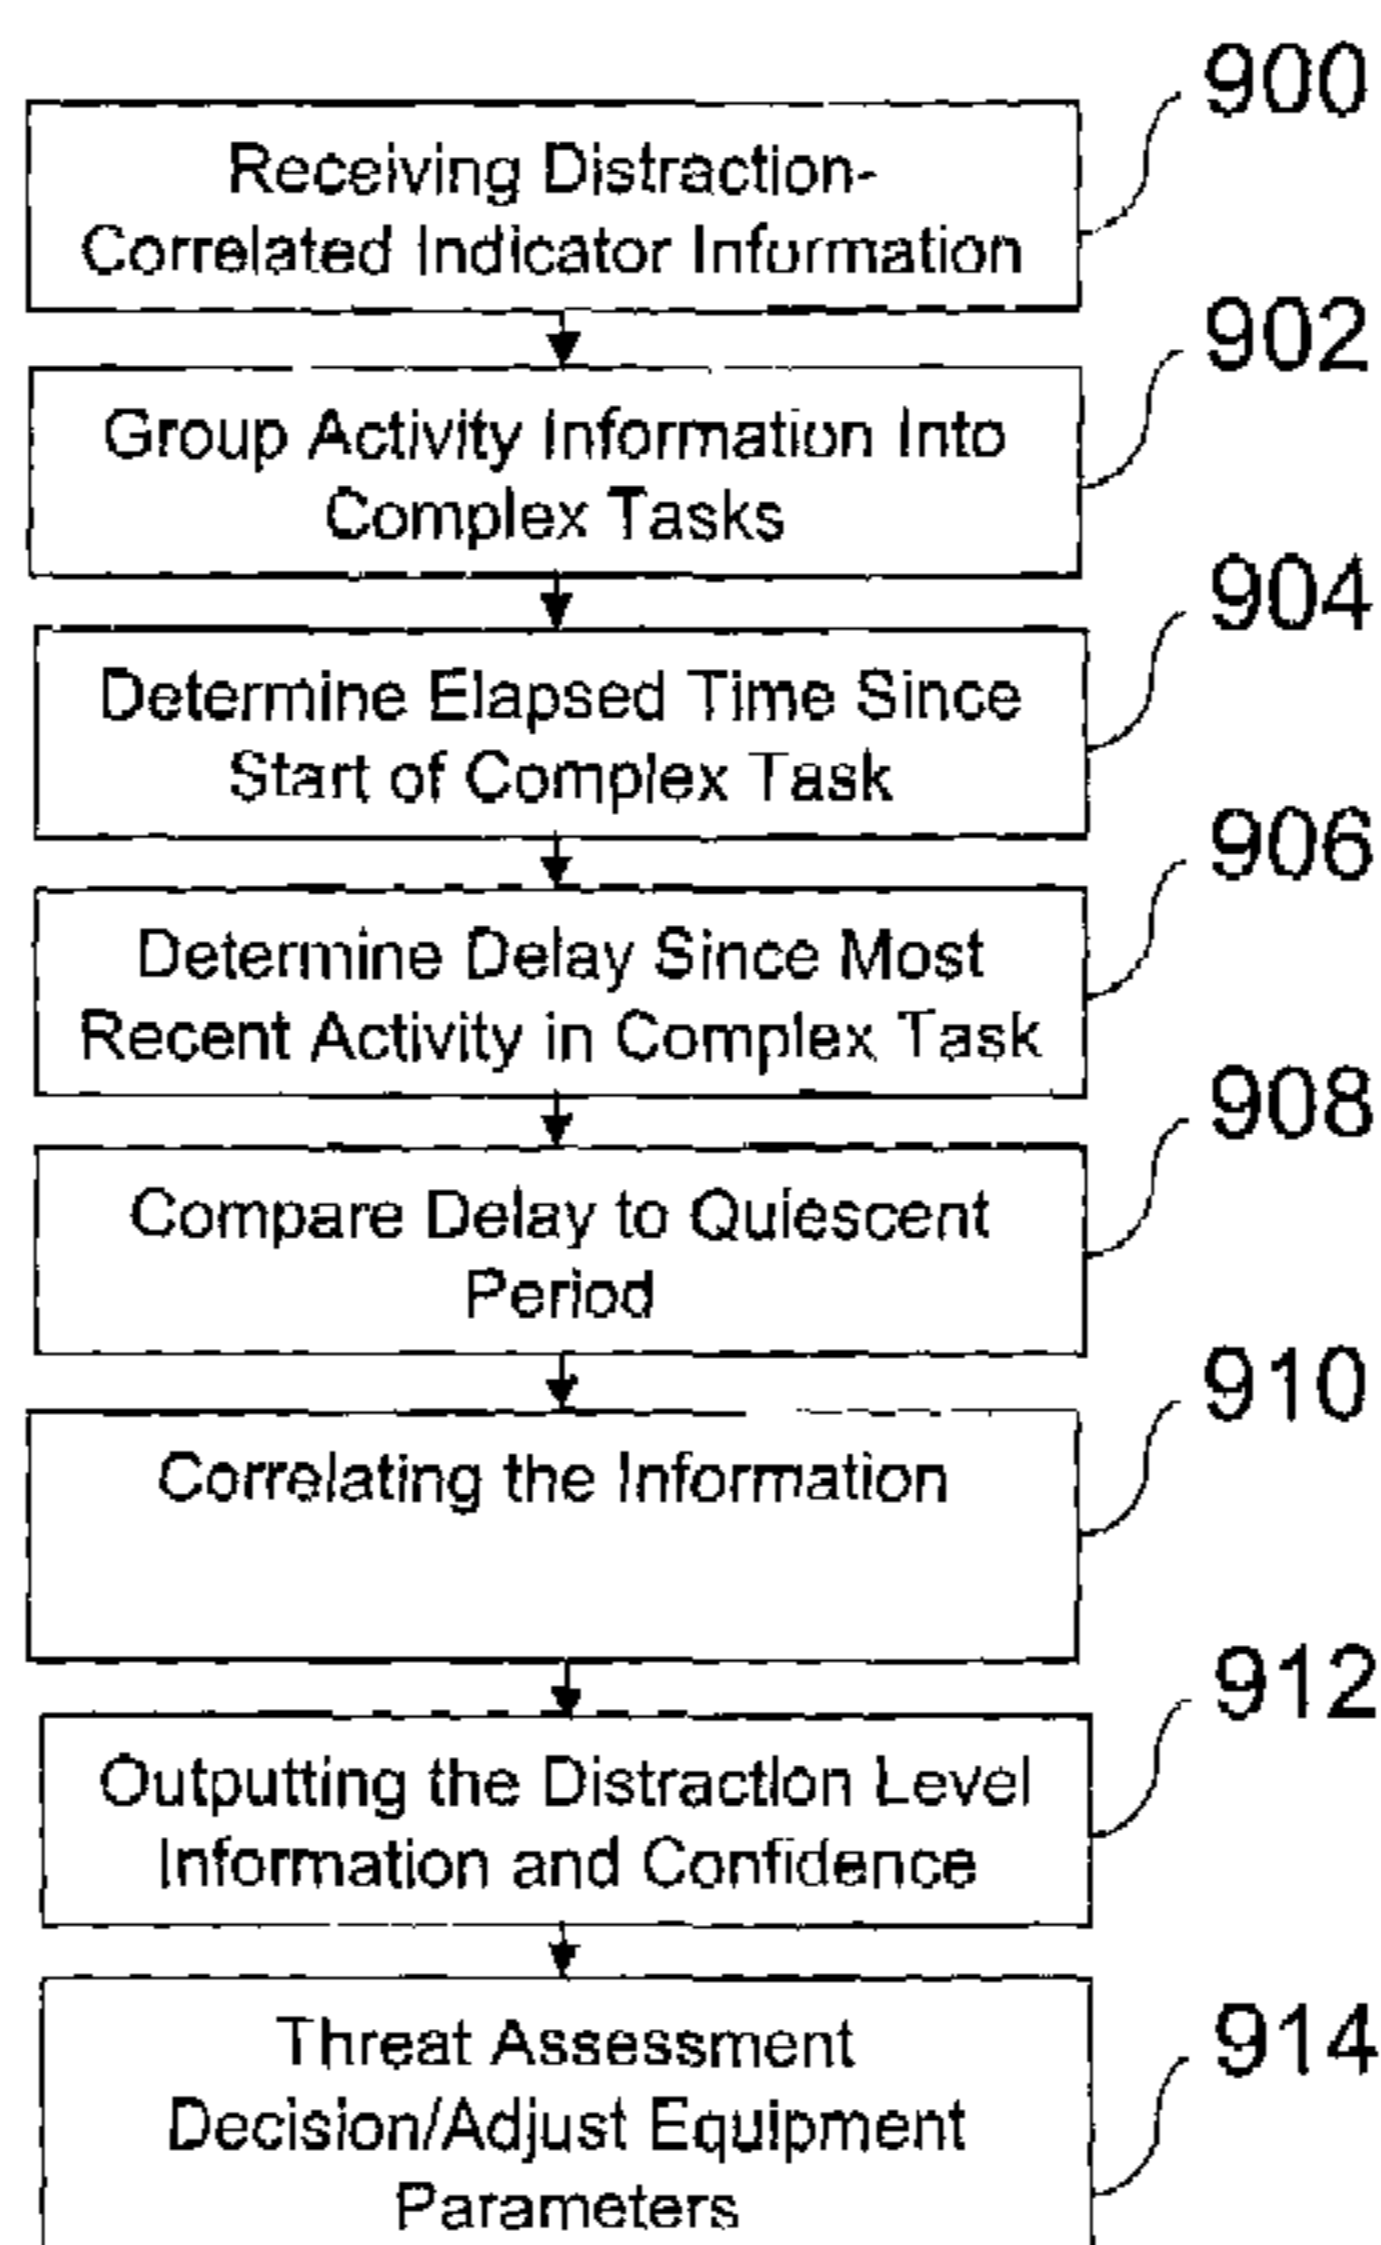 900
Receiving Distraction-
Correlated Indicator Information
902
Group Activity Information Into
Complex Tasks
904
Determine Elapsed Time Since
Start of Complex Task
906
Determine Delay Since Most
Recent Activity in Complex Task
908
Compare Delay to Quiescent
Period
910
Correlating the Information
912
Outputting the Distraction Level
Information and Confidence
914
Threat Assessment
Decision/Adjust Equipment
Parameters